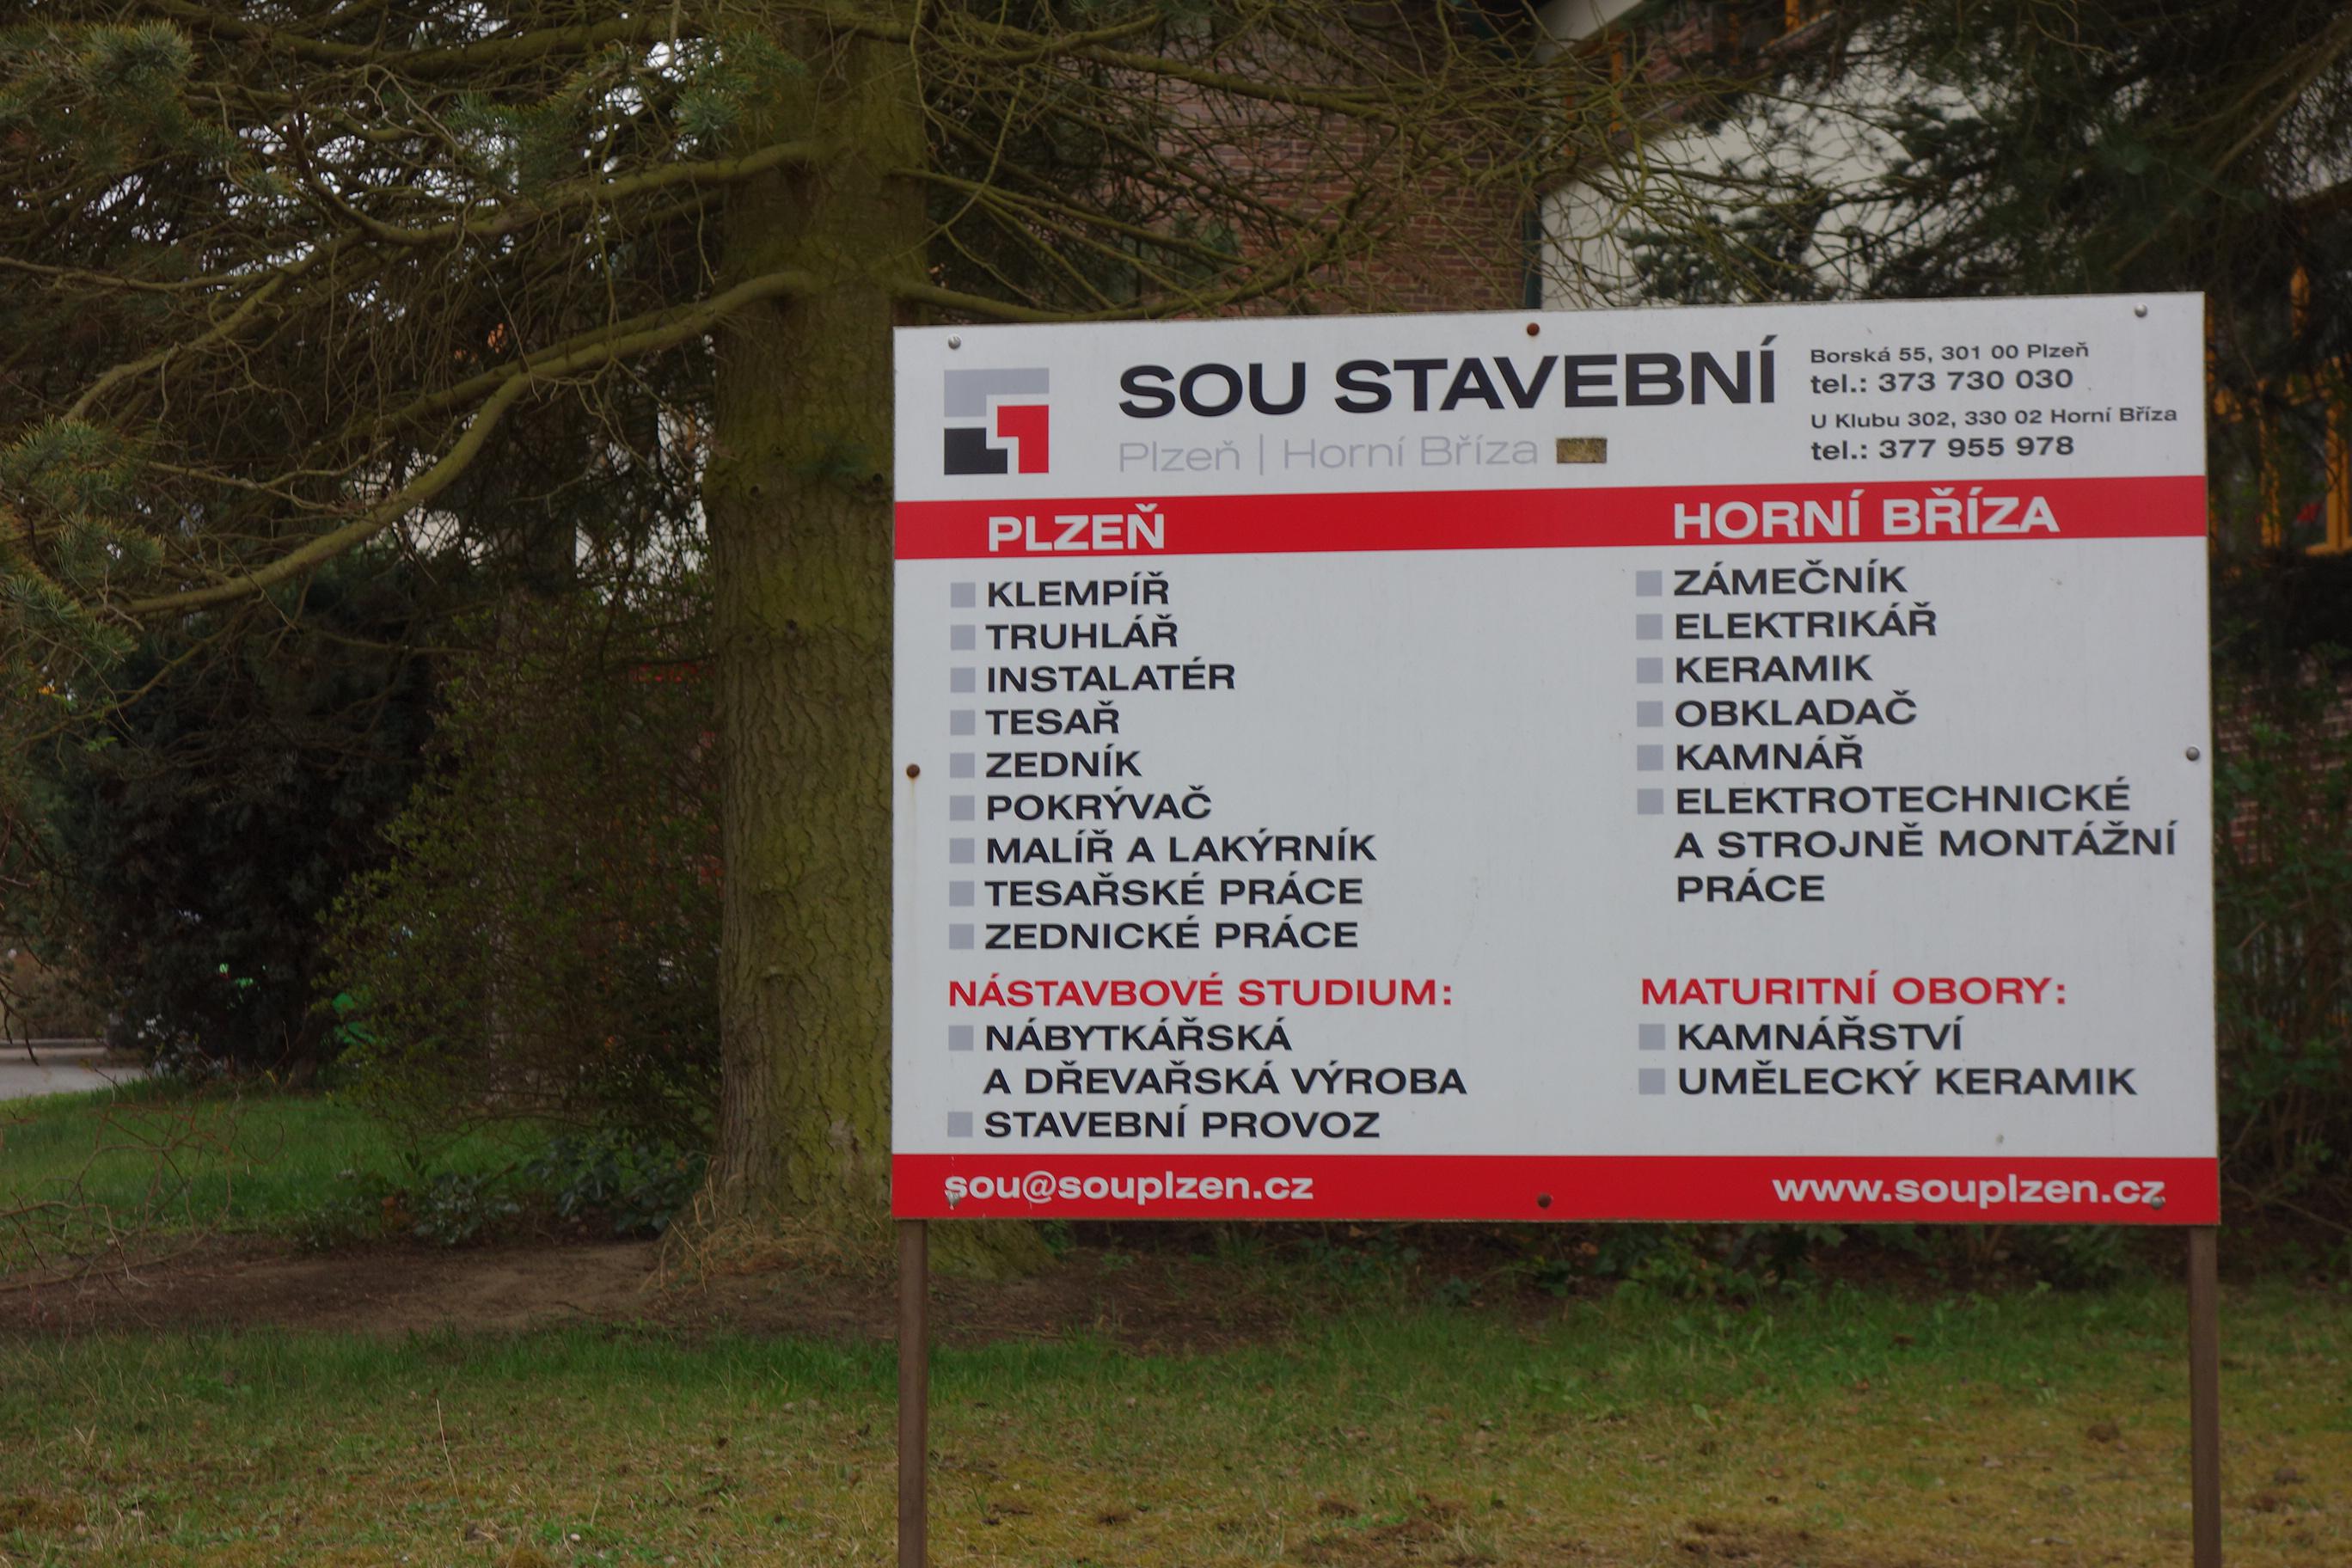 SOU STAVEBNÍ
Plzeň | Horní Bříza
Borská 55, 301 00 Plzeň
tel.: 373 730 030
U Klubu 302, 330 02 Horní Bříza
tel.: 377 955 978
PLZEŇ
KLEMPÍŘ
TRUHLÁŘ
INSTALATÉR
TESAŘ
ZEDNÍK
POKRÝVAČ
MALÍŘ A LAKÝRNÍK
TESAŘSKÉ PRÁCE
ZEDNICKÉ PRÁCE
NÁSTAVBOVÉ STUDIUM:
NÁBYTKÁŘSKÁ
A DŘEVAŘSKÁ VÝROBA
STAVEBNÍ PROVOZ
HORNÍ BŘÍZA
ZÁMEČNÍK
ELEKTRIKÁŘ
KERAMIK
OBKLADAČ
KAMNÁŘ
ELEKTROTECHNICKÉ
A STROJNĚ MONTÁŽNÍ
PRÁCE
MATURITNÍ OBORY:
KAMNÁŘSTVÍ
UMĚLECKÝ KERAMIK
sou@souplzen.cz
www.souplzen.cz